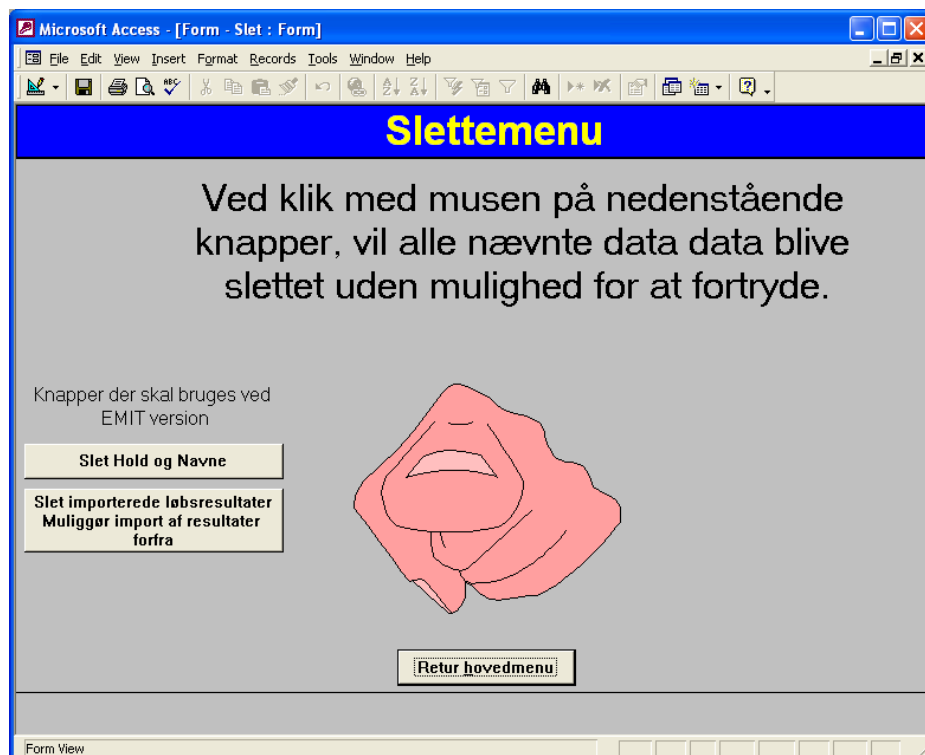 Microsoft Access - [Form - Slet : Form]
File Edit View Insert Format Records Tools Window Help
Slettemenu
Ved klik med musen på nedenstående
knapper, vil alle nævnte data data blive
slettet uden mulighed for at fortryde.
Knapper der skal bruges ved
EMIT version
Slet Hold og Navne
Slet importerede løbsresultater
Muliggør import af resultater
forfra
Retur hovedmenu
Form View